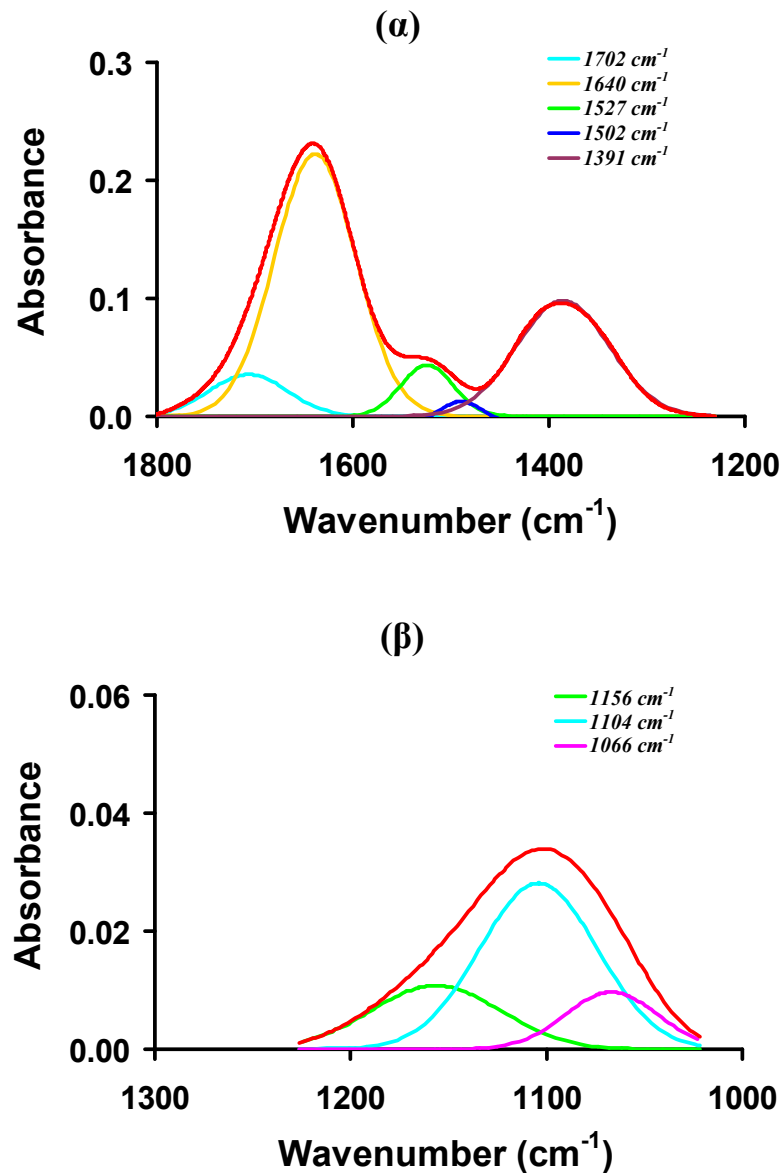 (α)
0.3
0.2
0.1
0.0
Absorbance
1702 cm⁻¹
1640 cm⁻¹
1527 cm⁻¹
1502 cm⁻¹
1391 cm⁻¹
1800 1600 1400 1200
Wavenumber (cm⁻¹)
(β)
0.06
0.04
0.02
0.00
Absorbance
1156 cm⁻¹
1104 cm⁻¹
1066 cm⁻¹
1300 1200 1100 1000
Wavenumber (cm⁻¹)